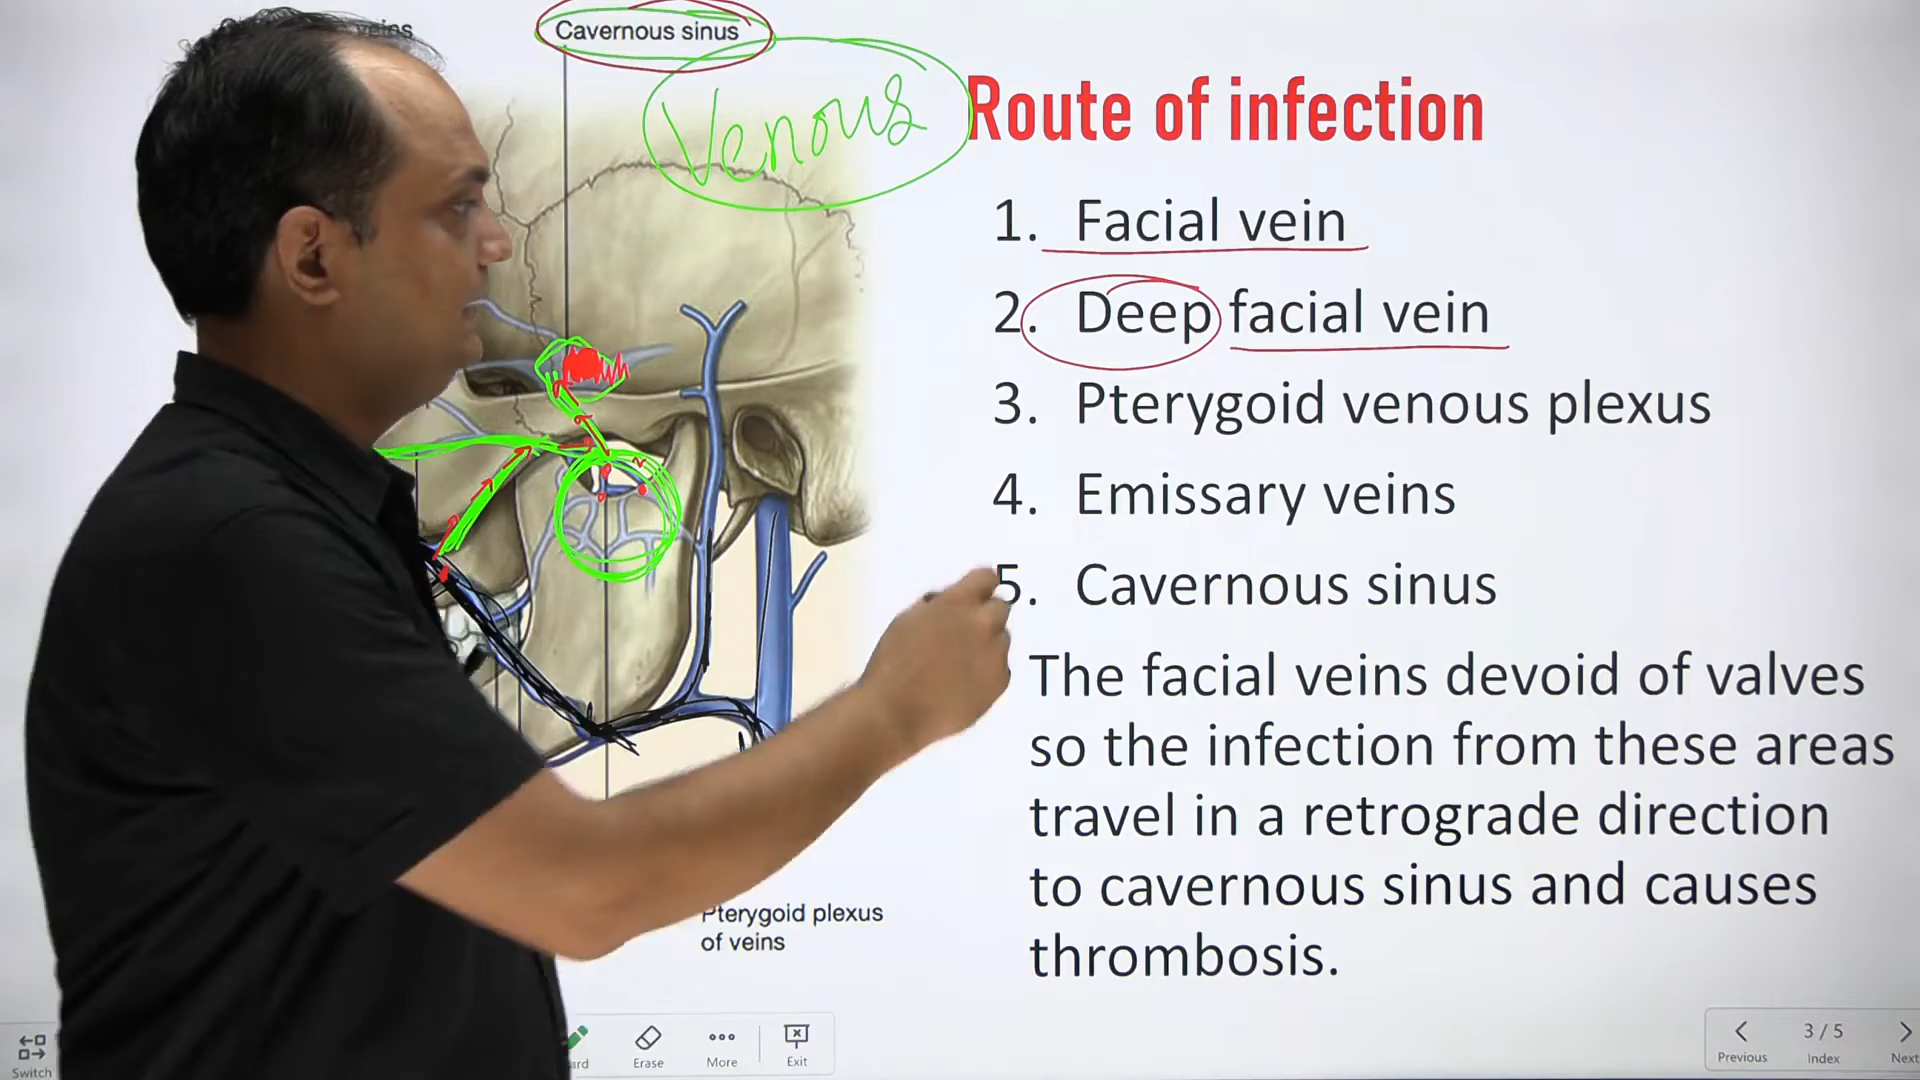 veins
Cavernous sinus
Venous
Route of infection
1. Facial vein
2. Deep facial vein
3. Pterygoid venous plexus
4. Emissary veins
5. Cavernous sinus
The facial veins devoid of valves
so the infection from these areas
travel in a retrograde direction
to cavernous sinus and causes
thrombosis.
Pterygoid plexus
of veins
Switch
Erase
More
Exit
Previous
3 / 5
Index
Next